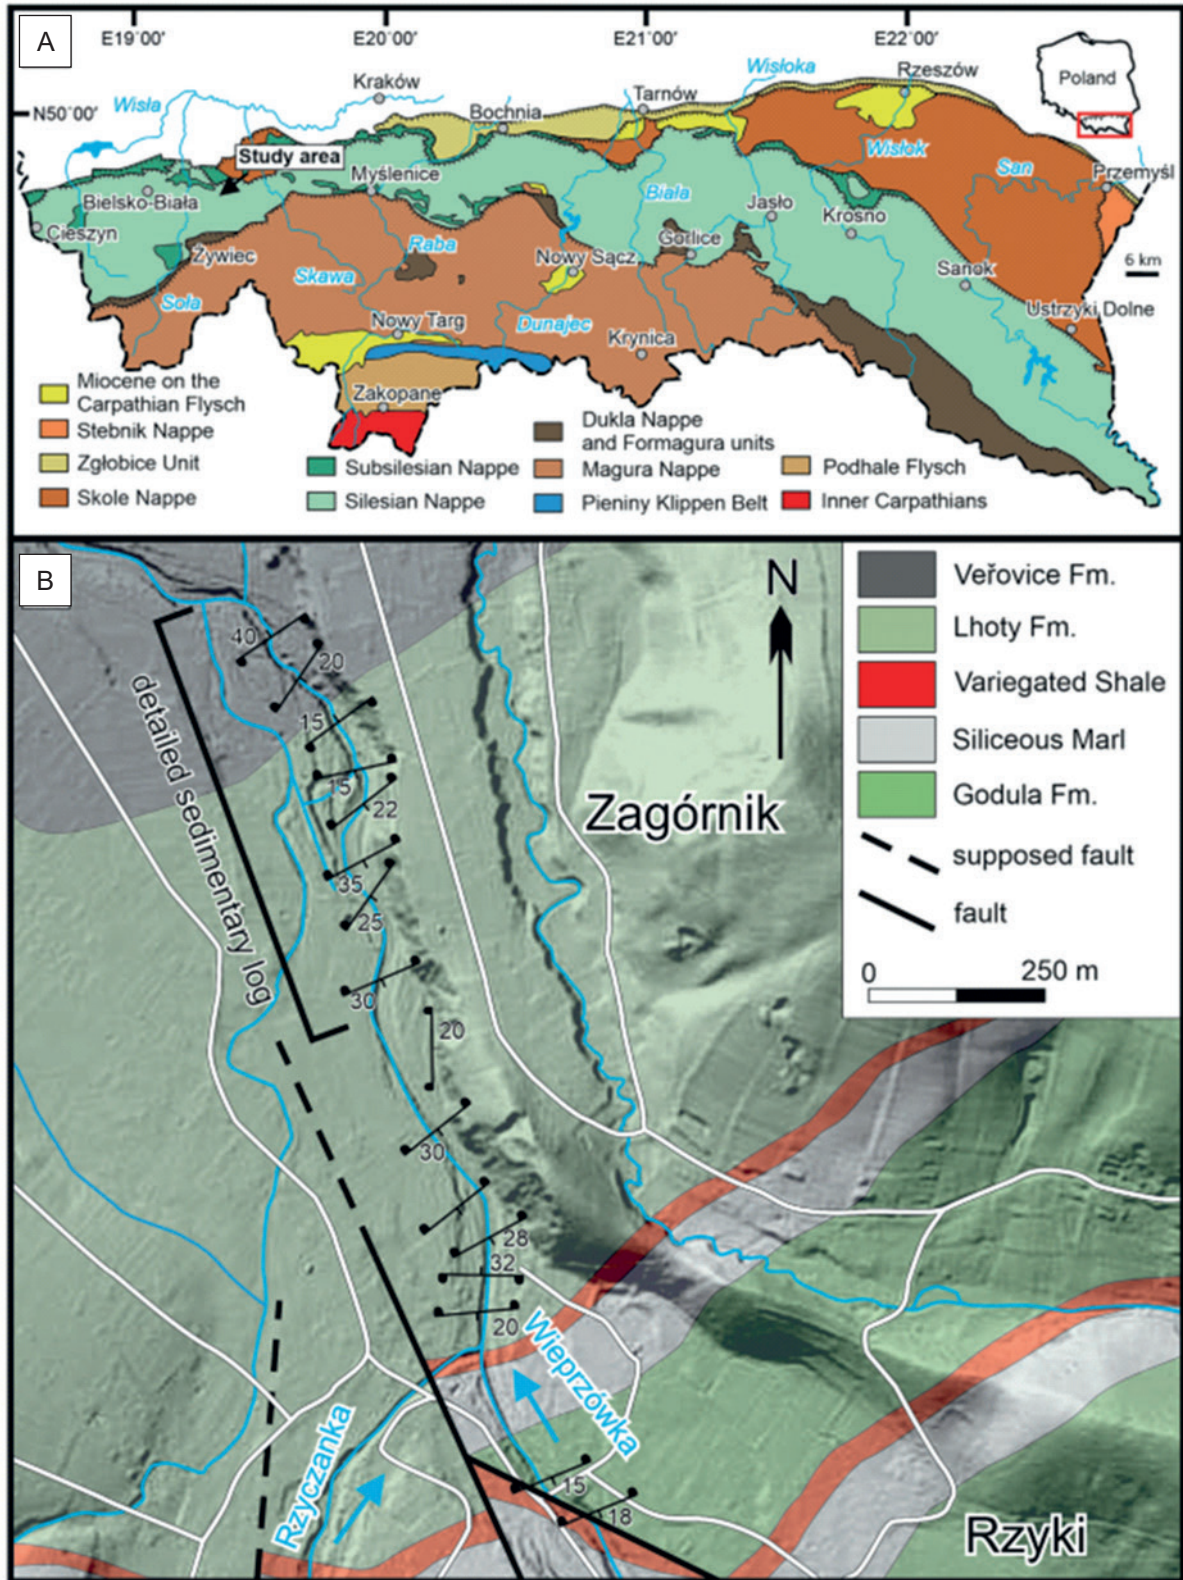 A
E19°00'
E20°00'
E21°00'
E22°00'
N50°00'
Poland
Wisła
Kraków
Bochnia
Tarnów
Wisłoka
Rzeszów
Study area
Myślenice
Wisłok
San
Przemyśl
Bielsko-Biała
Cieszyn
Biała
Jasło
Krosno
Żywiec
Raba
Gorlice
Nowy Sącz
Skawa
Sanok
6 km
Soła
Nowy Targ
Dunajec
Krynica
Ustrzyki Dolne
Zakopane
Miocene on the
Carpathian Flysch
Stebnik Nappe
Zgłobice Unit
Skole Nappe
Subsilesian Nappe
Silesian Nappe
Dukla Nappe
and Formagura units
Magura Nappe
Pieniny Klippen Belt
Podhale Flysch
Inner Carpathians
B
N
Veřovice Fm.
Lhoty Fm.
Variegated Shale
Siliceous Marl
Godula Fm.
supposed fault
fault
0
250 m
detailed sedimentary log
40
20
15
15
22
35
25
30
20
30
28
32
20
15
18
Zagórnik
Wieprzówka
Rzyczanka
Rzyki